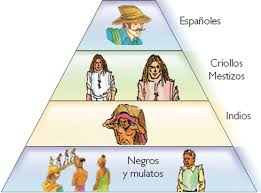 Españoles
Criollos
Mestizos
Indios
Negros
y mulatos